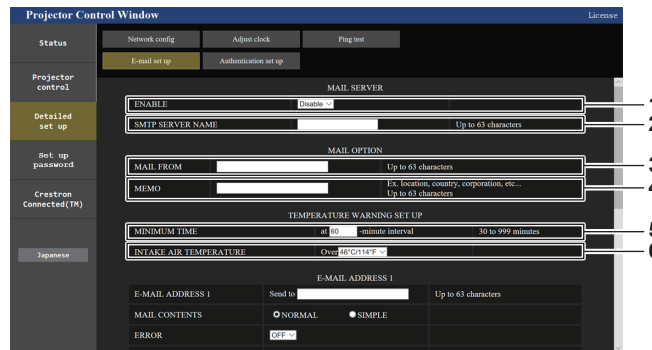 Projector Control Window License
Status
Network config Adjust clock Ping test
E-mail set up Authentication set up
Projector control
Detailed set up
Set up password
Crestron Connected(TM)
Japanese
MAIL SERVER
ENABLE Disable
SMTP SERVER NAME Up to 63 characters
MAIL OPTION
MAIL FROM Up to 63 characters
MEMO Ex. location, country, corporation, etc...
Up to 63 characters
TEMPERATURE WARNING SET UP
MINIMUM TIME at 60 -minute interval 30 to 999 minutes
INTAKE AIR TEMPERATURE Over 46°C/114°F
E-MAIL ADDRESS 1
E-MAIL ADDRESS 1 Send to Up to 63 characters
MAIL CONTENTS NORMAL SIMPLE
ERROR OFF